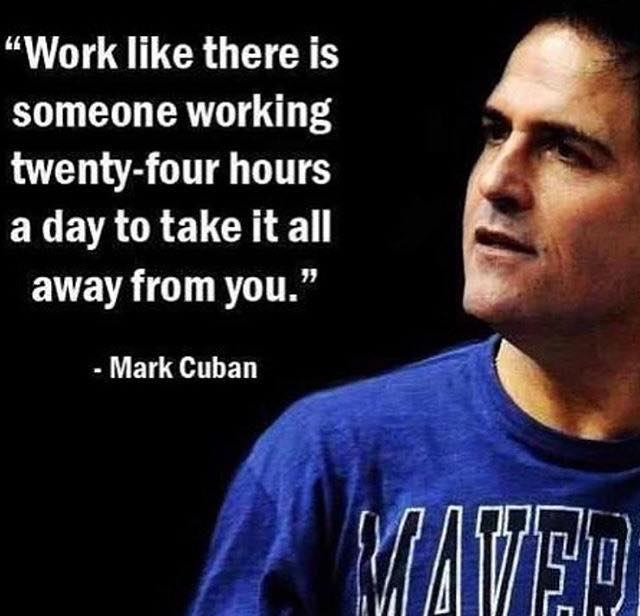 “Work like there is
someone working
twenty-four hours
a day to take it all
away from you.”
- Mark Cuban
MAVER